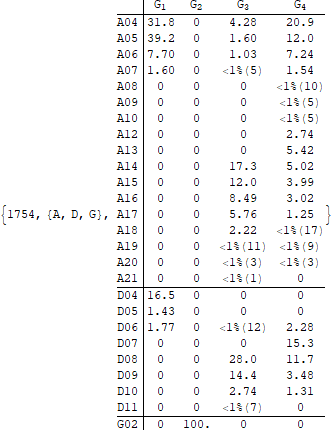 G1 G2 G3 G4
A04 31.8 0 4.28 20.9
A05 39.2 0 1.60 12.0
A06 7.70 0 1.03 7.24
A07 1.60 0 <1%(5) 1.54
A08 0 0 0 <1%(10)
A09 0 0 0 <1%(5)
A10 0 0 0 <1%(5)
A12 0 0 0 2.74
A13 0 0 0 5.42
A14 0 0 17.3 5.02
A15 0 0 12.0 3.99
A16 0 0 8.49 3.02
{1754, {A, D, G}, A17 0 0 5.76 1.25 }
A18 0 0 2.22 <1%(17)
A19 0 0 <1%(11) <1%(9)
A20 0 0 <1%(3) <1%(3)
A21 0 0 <1%(1) 0
D04 16.5 0 0 0
D05 1.43 0 0 0
D06 1.77 0 <1%(12) 2.28
D07 0 0 0 15.3
D08 0 0 28.0 11.7
D09 0 0 14.4 3.48
D10 0 0 2.74 1.31
D11 0 0 <1%(7) 0
G02 0 100. 0 0